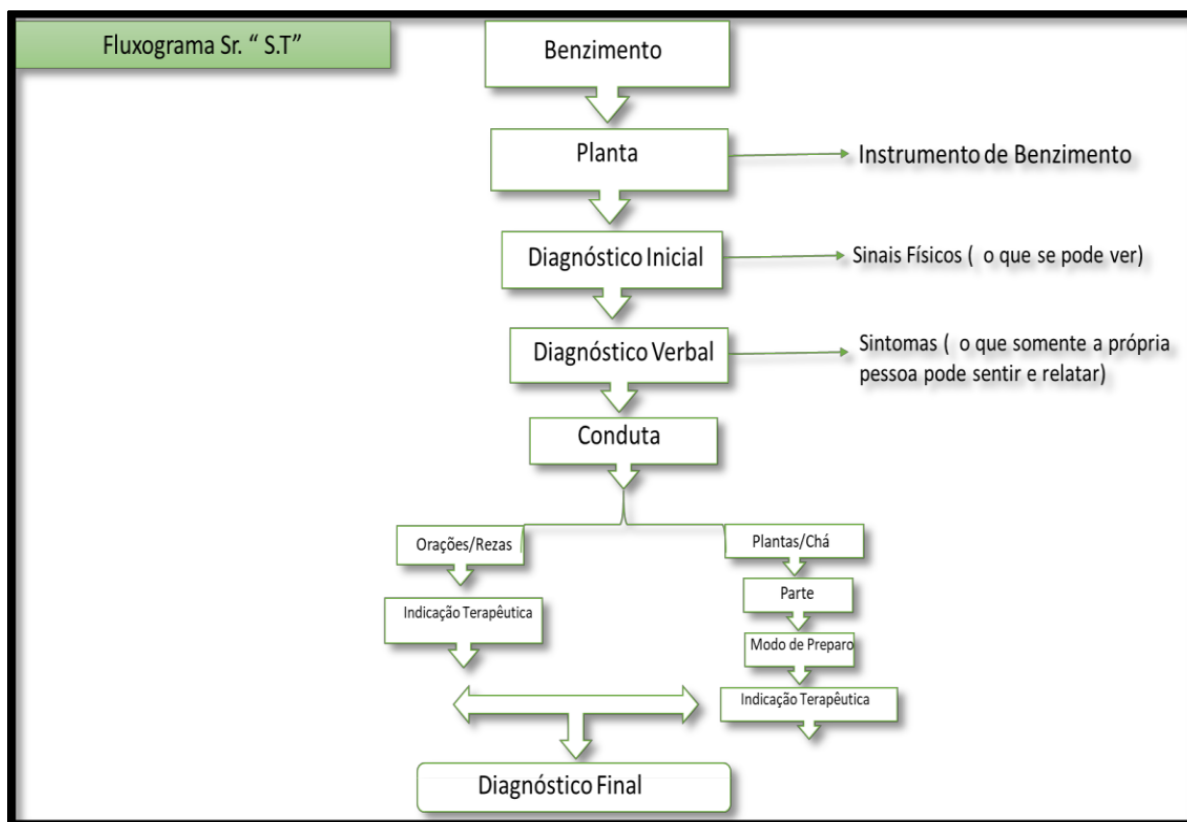 Fluxograma Sr. “ S.T”
Benzimento
Planta
Instrumento de Benzimento
Diagnóstico Inicial
Sinais Físicos ( o que se pode ver)
Diagnóstico Verbal
Sintomas ( o que somente a própria
pessoa pode sentir e relatar)
Conduta
Orações/Rezas
Plantas/Chá
Parte
Indicação Terapêutica
Modo de Preparo
Indicação Terapêutica
Diagnóstico Final